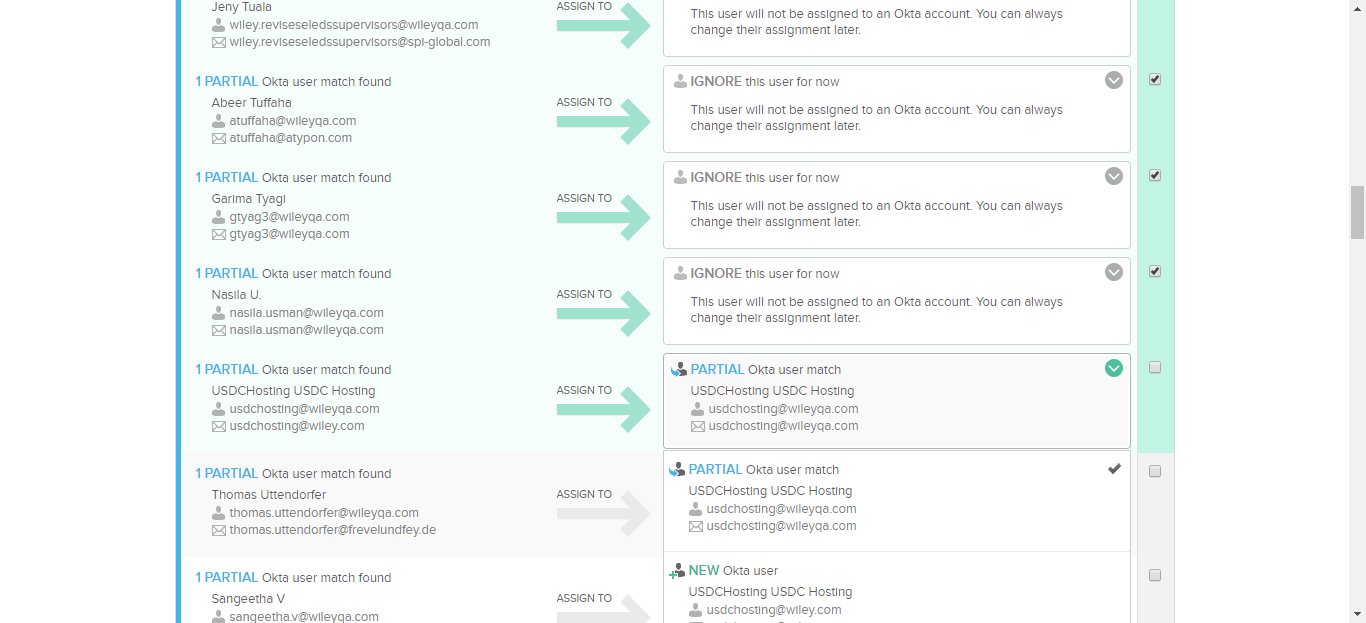 Jeny Tuala
wiley.reviseseledssupervisors@wileyqa.com
wiley.reviseseledssupervisors@spi-global.com
ASSIGN TO
This user will not be assigned to an Okta account. You can always
change their assignment later.
1 PARTIAL Okta user match found
Abeer Tuffaha
atuffaha@wileyqa.com
atuffaha@atypon.com
ASSIGN TO
IGNORE this user for now
This user will not be assigned to an Okta account. You can always
change their assignment later.
1 PARTIAL Okta user match found
Garima Tyagi
gtyag3@wileyqa.com
gtyag3@wileyqa.com
ASSIGN TO
IGNORE this user for now
This user will not be assigned to an Okta account. You can always
change their assignment later.
1 PARTIAL Okta user match found
Nasila U.
nasila.usman@wileyqa.com
nasila.usman@wileyqa.com
ASSIGN TO
IGNORE this user for now
This user will not be assigned to an Okta account. You can always
change their assignment later.
1 PARTIAL Okta user match found
USDCHosting USDC Hosting
usdchosting@wileyqa.com
usdchosting@wiley.com
ASSIGN TO
PARTIAL Okta user match
USDCHosting USDC Hosting
usdchosting@wileyqa.com
usdchosting@wileyqa.com
1 PARTIAL Okta user match found
Thomas Uttendorfer
thomas.uttendorfer@wileyqa.com
thomas.uttendorfer@frevelundfey.de
ASSIGN TO
PARTIAL Okta user match
USDCHosting USDC Hosting
usdchosting@wileyqa.com
usdchosting@wileyqa.com
1 PARTIAL Okta user match found
Sangeetha V
sangeetha.v@wileyqa.com
ASSIGN TO
NEW Okta user
USDCHosting USDC Hosting
usdchosting@wiley.com